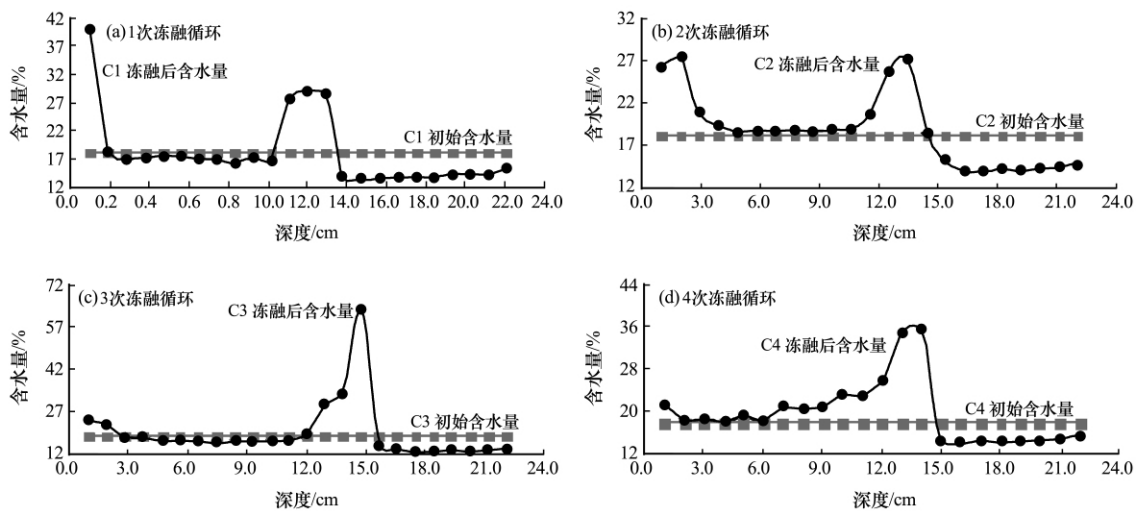 (a) 1次冻融循环
C1 冻融后含水量
C1 初始含水量
含水量/%
42
37
32
27
22
17
12
0.0 0.2 0.4 0.6 0.8 10.0 12.0 14.0 16.0 18.0 20.0 22.0 24.0
深度/cm
(b) 2次冻融循环
C2 冻融后含水量
C2 初始含水量
含水量/%
32
27
22
17
12
0.0 3.0 6.0 9.0 12.0 15.0 18.0 21.0 24.0
深度/cm
(c) 3次冻融循环
C3 冻融后含水量
C3 初始含水量
含水量/%
72
57
42
27
12
0.0 3.0 6.0 9.0 12.0 15.0 18.0 21.0 24.0
深度/cm
(d) 4次冻融循环
C4 冻融后含水量
C4 初始含水量
含水量/%
44
36
28
20
12
0.0 3.0 6.0 9.0 12.0 15.0 18.0 21.0 24.0
深度/cm